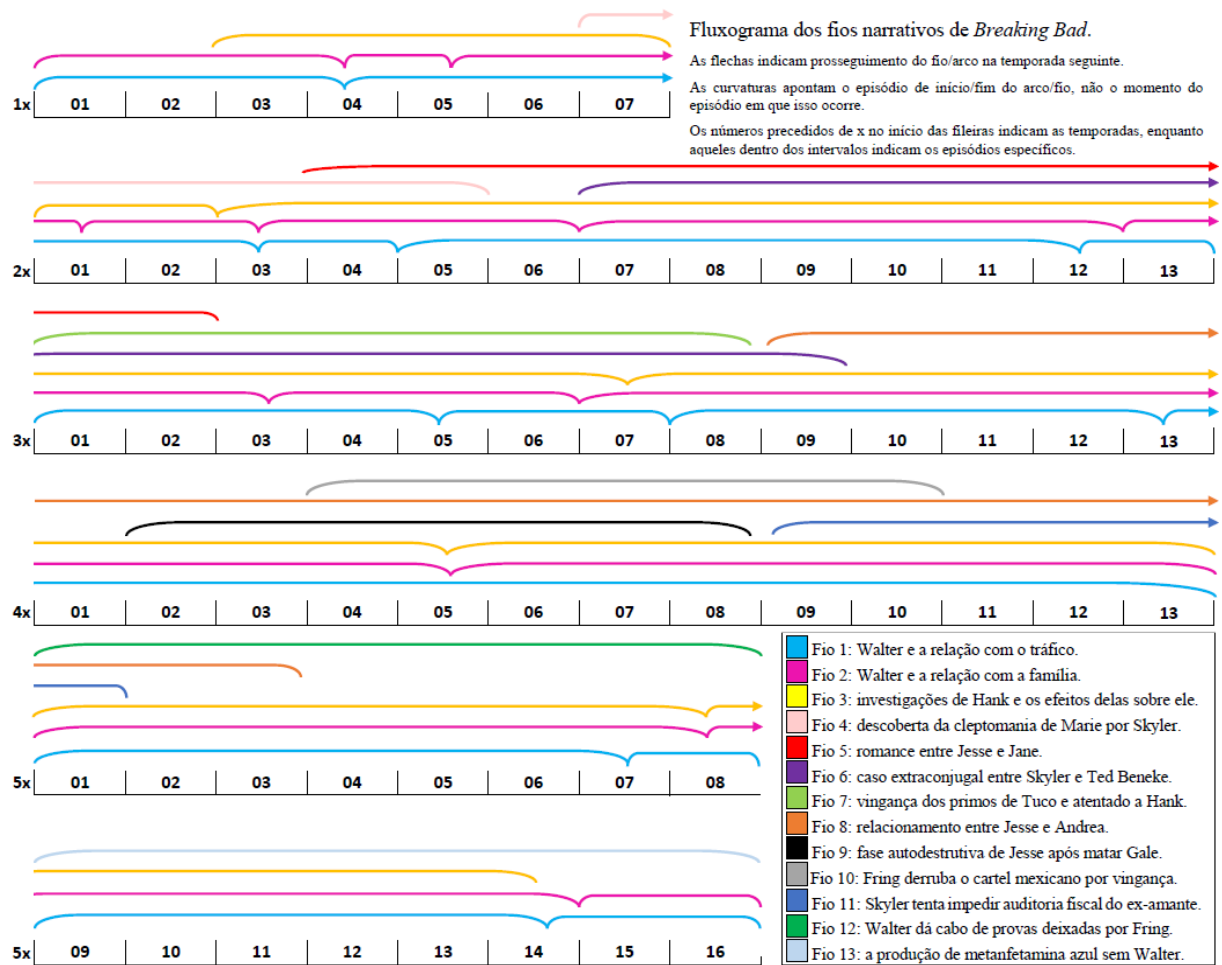 Fluxograma dos fios narrativos de Breaking Bad.
As flechas indicam prosseguimento do fio/arco na temporada seguinte.
As curvaturas apontam o episódio de início/fim do arco/fio, não o momento do
episódio em que isso ocorre.
Os números precedidos de x no início das fileiras indicam as temporadas, enquanto
aqueles dentro dos intervalos indicam os episódios específicos.
1x 01 02 03 04 05 06 07
2x 01 02 03 04 05 06 07 08 09 10 11 12 13
3x 01 02 03 04 05 06 07 08 09 10 11 12 13
4x 01 02 03 04 05 06 07 08 09 10 11 12 13
5x 01 02 03 04 05 06 07 08
5x 09 10 11 12 13 14 15 16
Fio 1: Walter e a relação com o tráfico.
Fio 2: Walter e a relação com a família.
Fio 3: investigações de Hank e os efeitos delas sobre ele.
Fio 4: descoberta da cleptomania de Marie por Skyler.
Fio 5: romance entre Jesse e Jane.
Fio 6: caso extraconjugal entre Skyler e Ted Beneke.
Fio 7: vingança dos primos de Tuco e atentado a Hank.
Fio 8: relacionamento entre Jesse e Andrea.
Fio 9: fase autodestrutiva de Jesse após matar Gale.
Fio 10: Fring derruba o cartel mexicano por vingança.
Fio 11: Skyler tenta impedir auditoria fiscal do ex-amante.
Fio 12: Walter dá cabo de provas deixadas por Fring.
Fio 13: a produção de metanfetamina azul sem Walter.